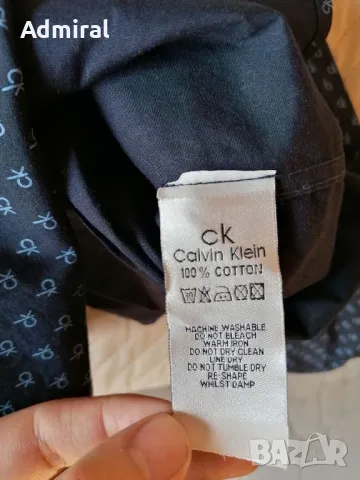 Admiral
ck
Calvin Klein
100% COTTON
MACHINE WASHABLE
DO NOT BLEACH
WARM IRON
DO NOT DRY CLEAN
LINE DRY
DO NOT TUMBLE DRY
RE-SHAPE
WHILST DAMP
BAZAR
bg